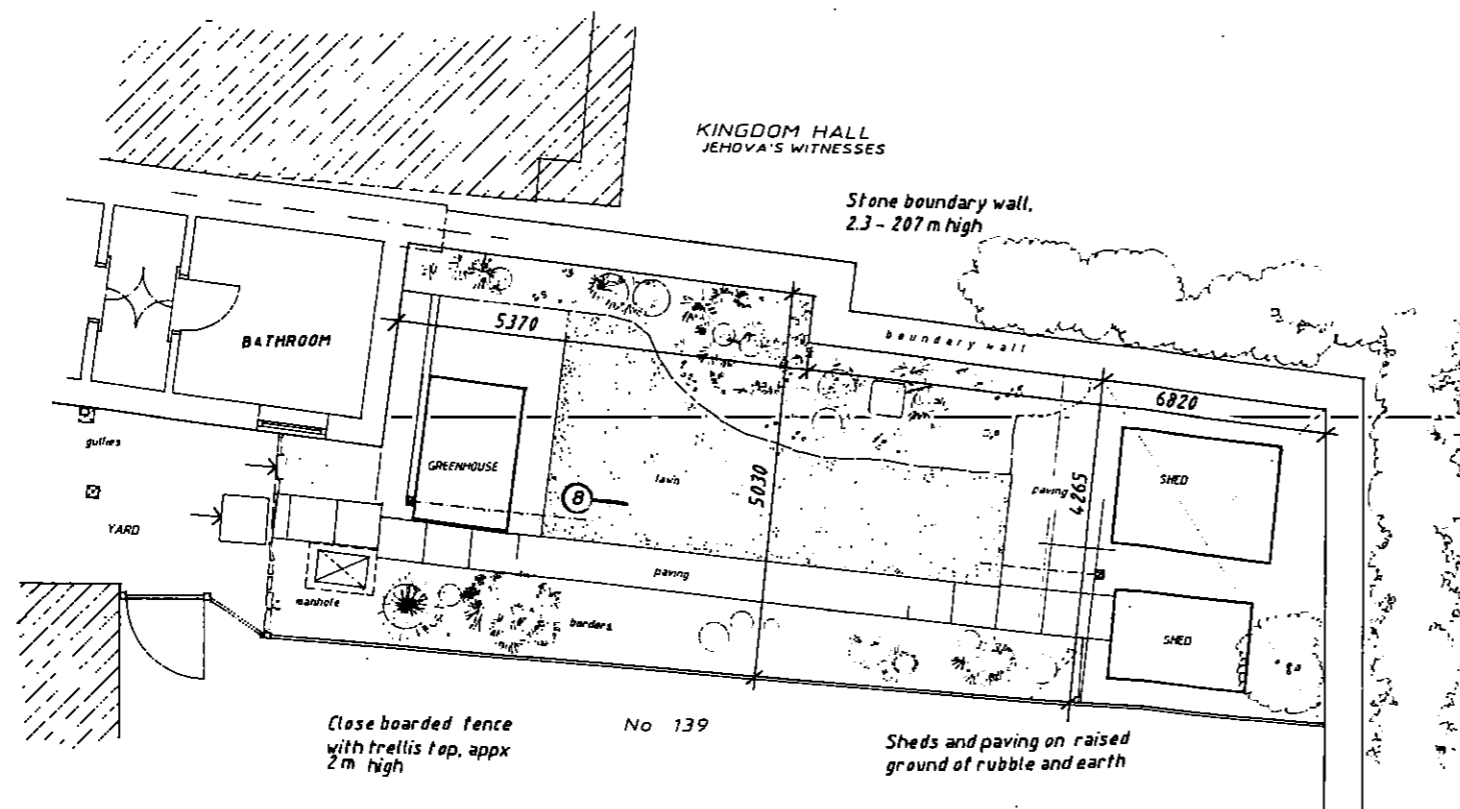 KINGDOM HALL
JEHOVA'S WITNESSES
Stone boundary wall,
2.3 - 207 m high
boundary wall
5370
BATHROOM
6820
gullies
GREENHOUSE
lawn
5030
paving
4265
SHED
8
YARD
paving
manhole
borders
SHED
Close boarded fence
with trellis top, appx
2m high
No 139
Sheds and paving on raised
ground of rubble and earth